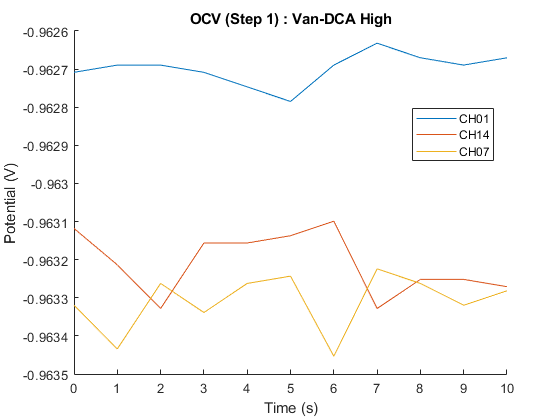 OCV (Step 1) : Van-DCA High
-0.9626
-0.9627
-0.9628
-0.9629
-0.963
-0.9631
-0.9632
-0.9633
-0.9634
-0.9635
Potential (V)
CH01
CH14
CH07
0 1 2 3 4 5 6 7 8 9 10
Time (s)